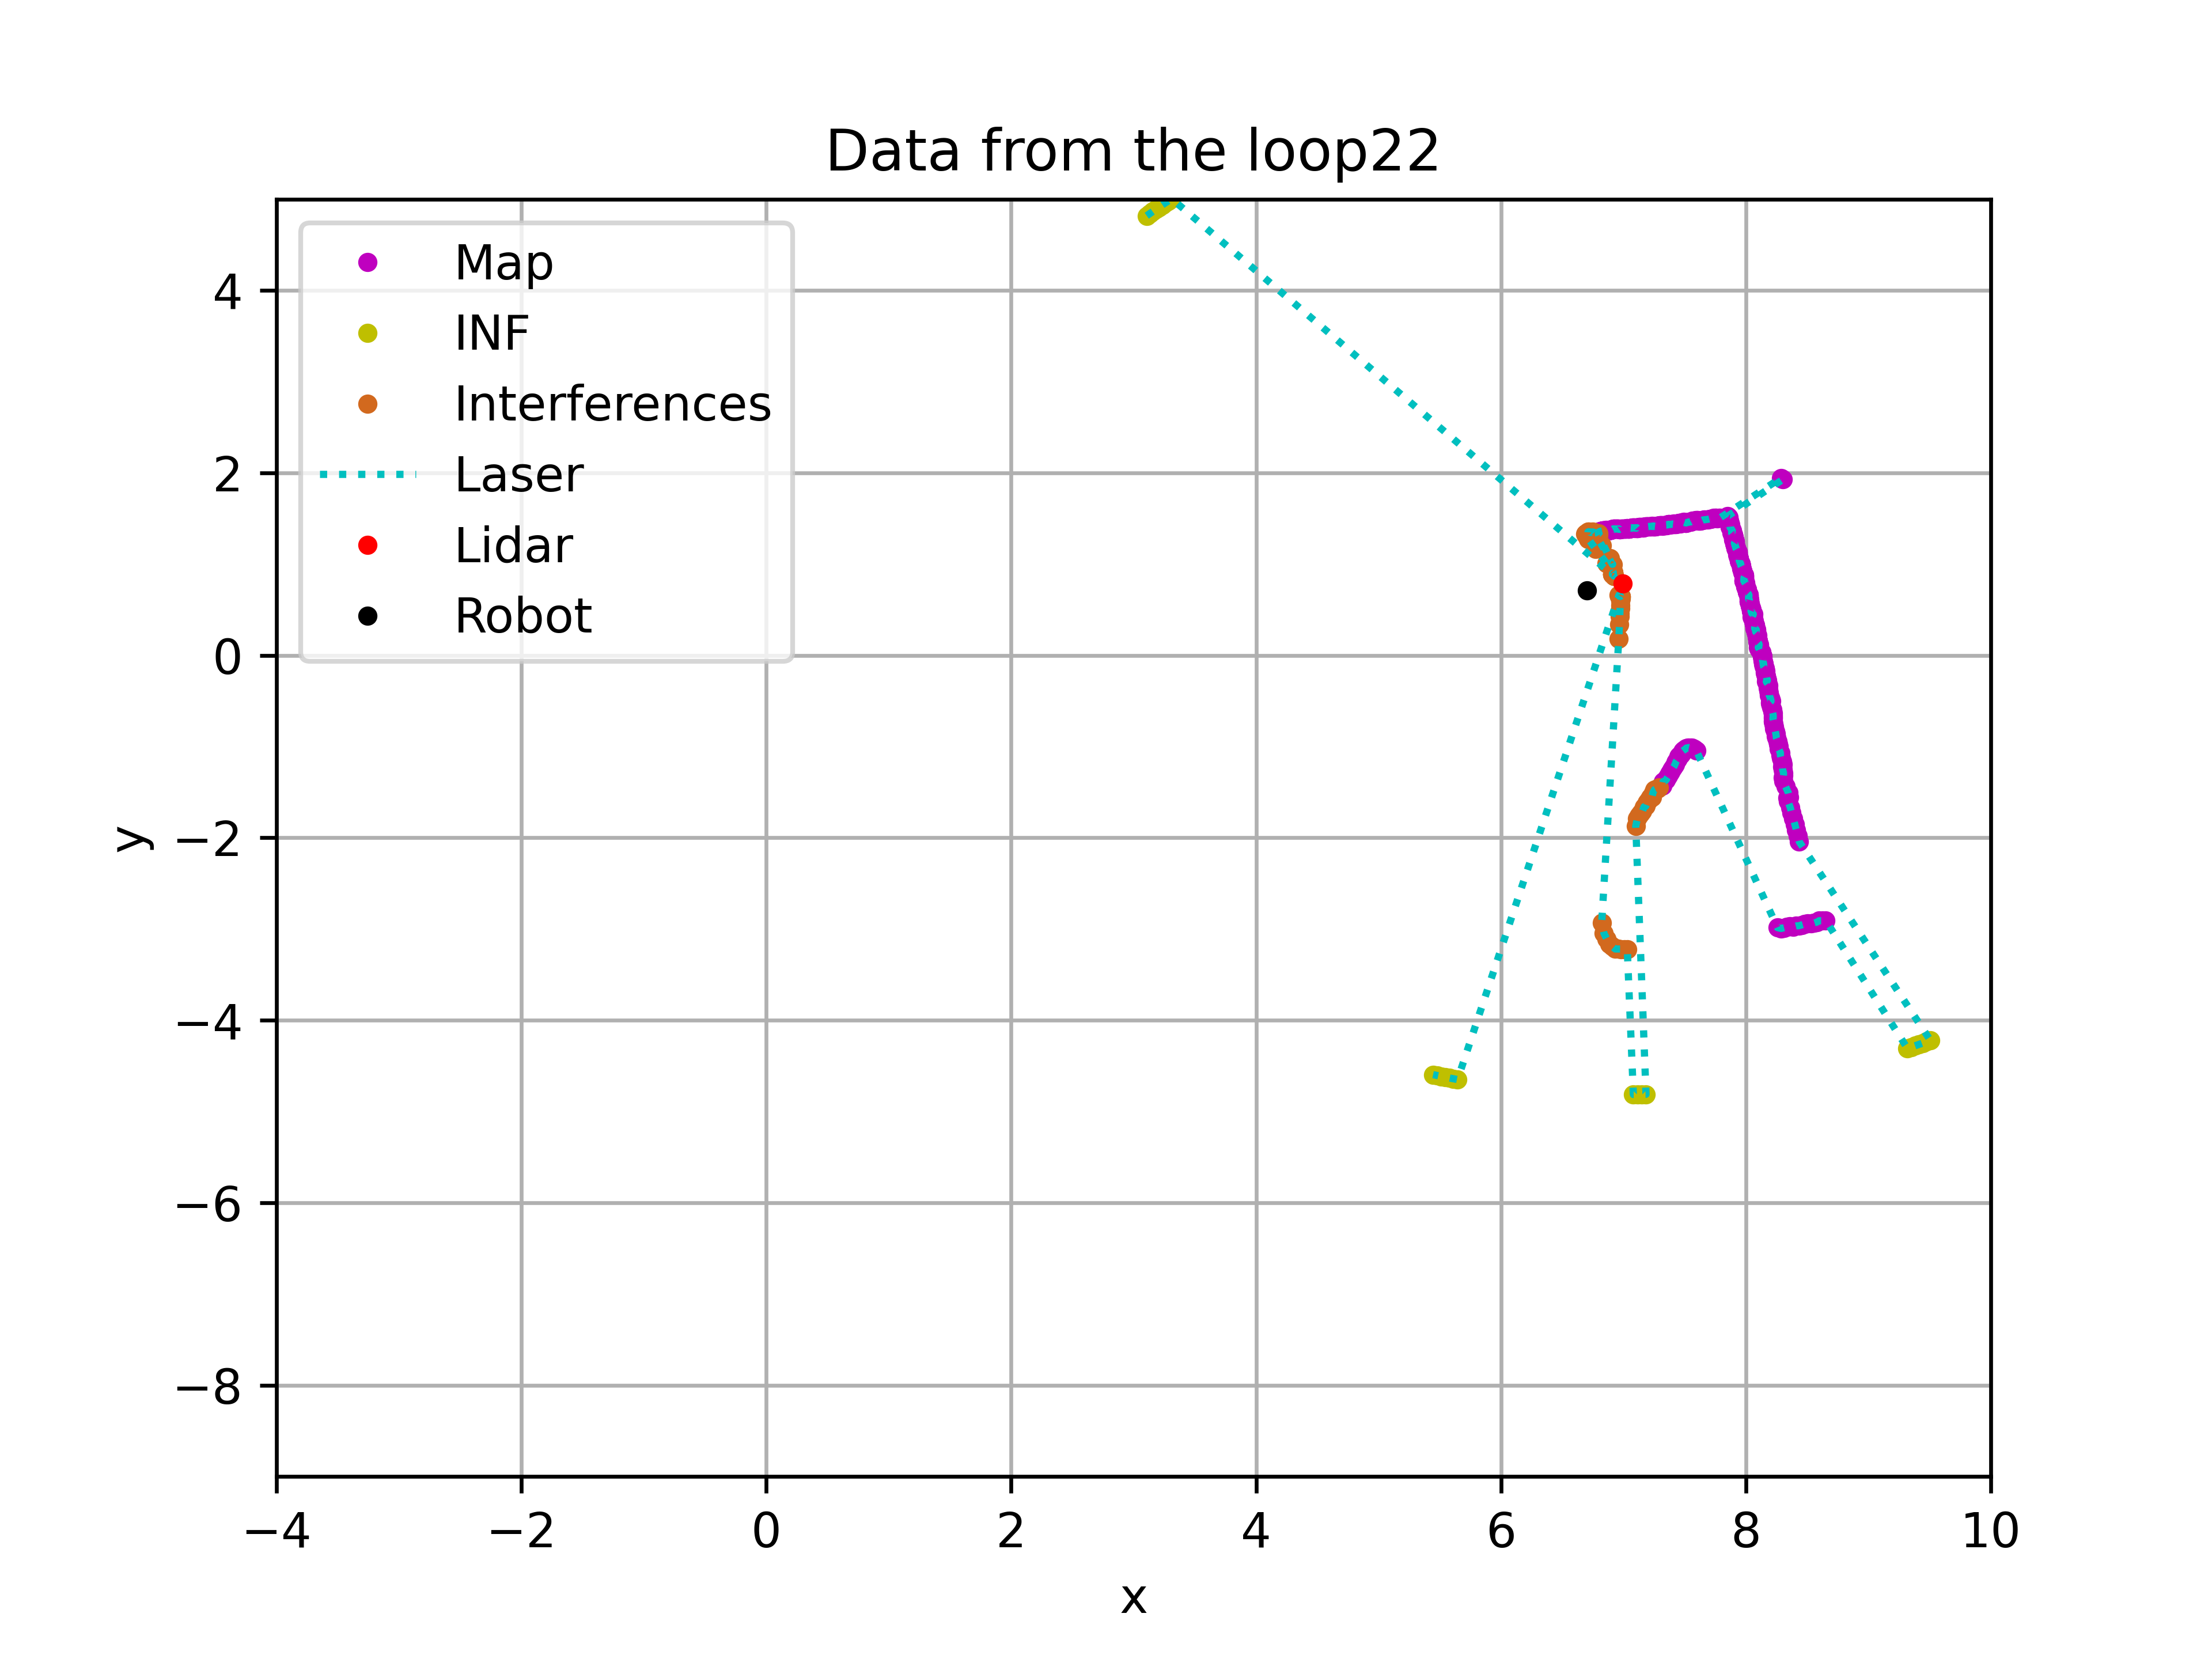 Data from the loop22
Map
INF
Interferences
Laser
Lidar
Robot
4
2
0
−2
−4
−6
−8
y
−4 −2 0 2 4 6 8 10
x